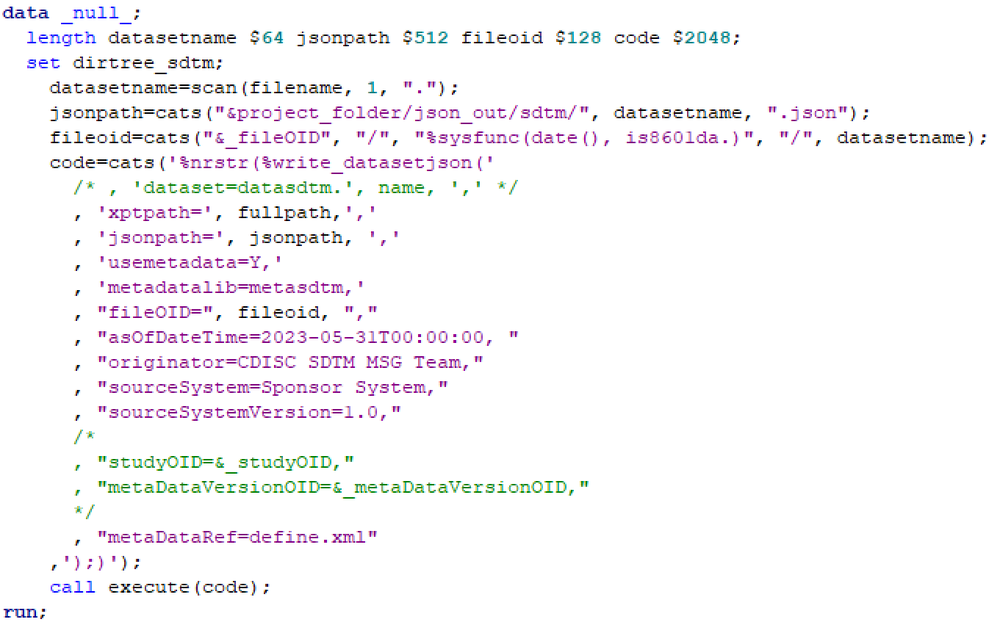 data _null_;
  length datasetname $64 jsonpath $512 fileoid $128 code $2048;
  set dirtree_sdtm;
    datasetname=scan(filename, 1, ".");
    jsonpath=cats("&project_folder/json_out/sdtm/", datasetname, ".json");
    fileoid=cats("&_fileOID", "/", "%sysfunc(date(), is8601da.)", "/", datasetname);
    code=cats('%nrstr(%write_datasetjson('
      /* , 'dataset=datasdtm.', name, ',' */
      , 'xptpath=', fullpath,','
      , 'jsonpath=', jsonpath, ','
      , 'usemetadata=Y,'
      , 'metadatalib=metasdtm,'
      , "fileOID=", fileoid, ","
      , "asOfDateTime=2023-05-31T00:00:00, "
      , "originator=CDISC SDTM MSG Team,"
      , "sourceSystem=Sponsor System,"
      , "sourceSystemVersion=1.0,"
      /*
      , "studyOID=&_studyOID,"
      , "metaDataVersionOID=&_metaDataVersionOID,"
      */
      , "metaDataRef=define.xml"
    ,');)');
    call execute(code);
run;